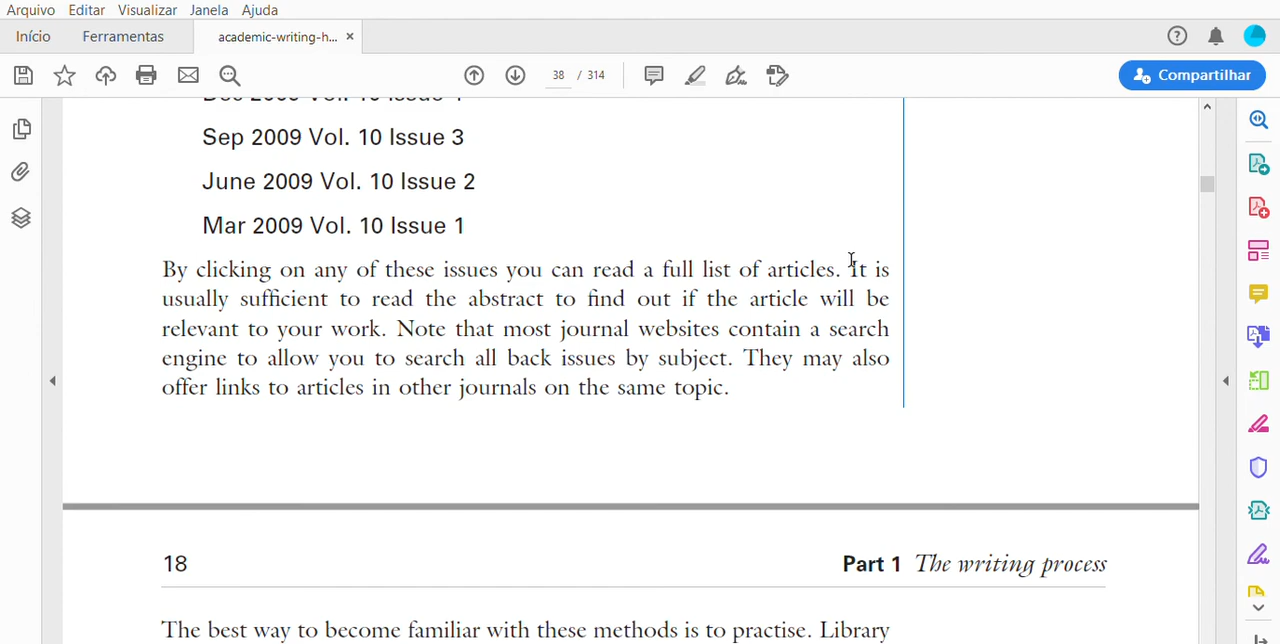 Arquivo Editar Visualizar Janela Ajuda
Início Ferramentas academic-writing-h... ×
38 / 314 Compartilhar
Dec 2009 Vol. 10 Issue 4
Sep 2009 Vol. 10 Issue 3
June 2009 Vol. 10 Issue 2
Mar 2009 Vol. 10 Issue 1
By clicking on any of these issues you can read a full list of articles. It is
usually sufficient to read the abstract to find out if the article will be
relevant to your work. Note that most journal websites contain a search
engine to allow you to search all back issues by subject. They may also
offer links to articles in other journals on the same topic.
18 Part 1 The writing process
The best way to become familiar with these methods is to practise. Library